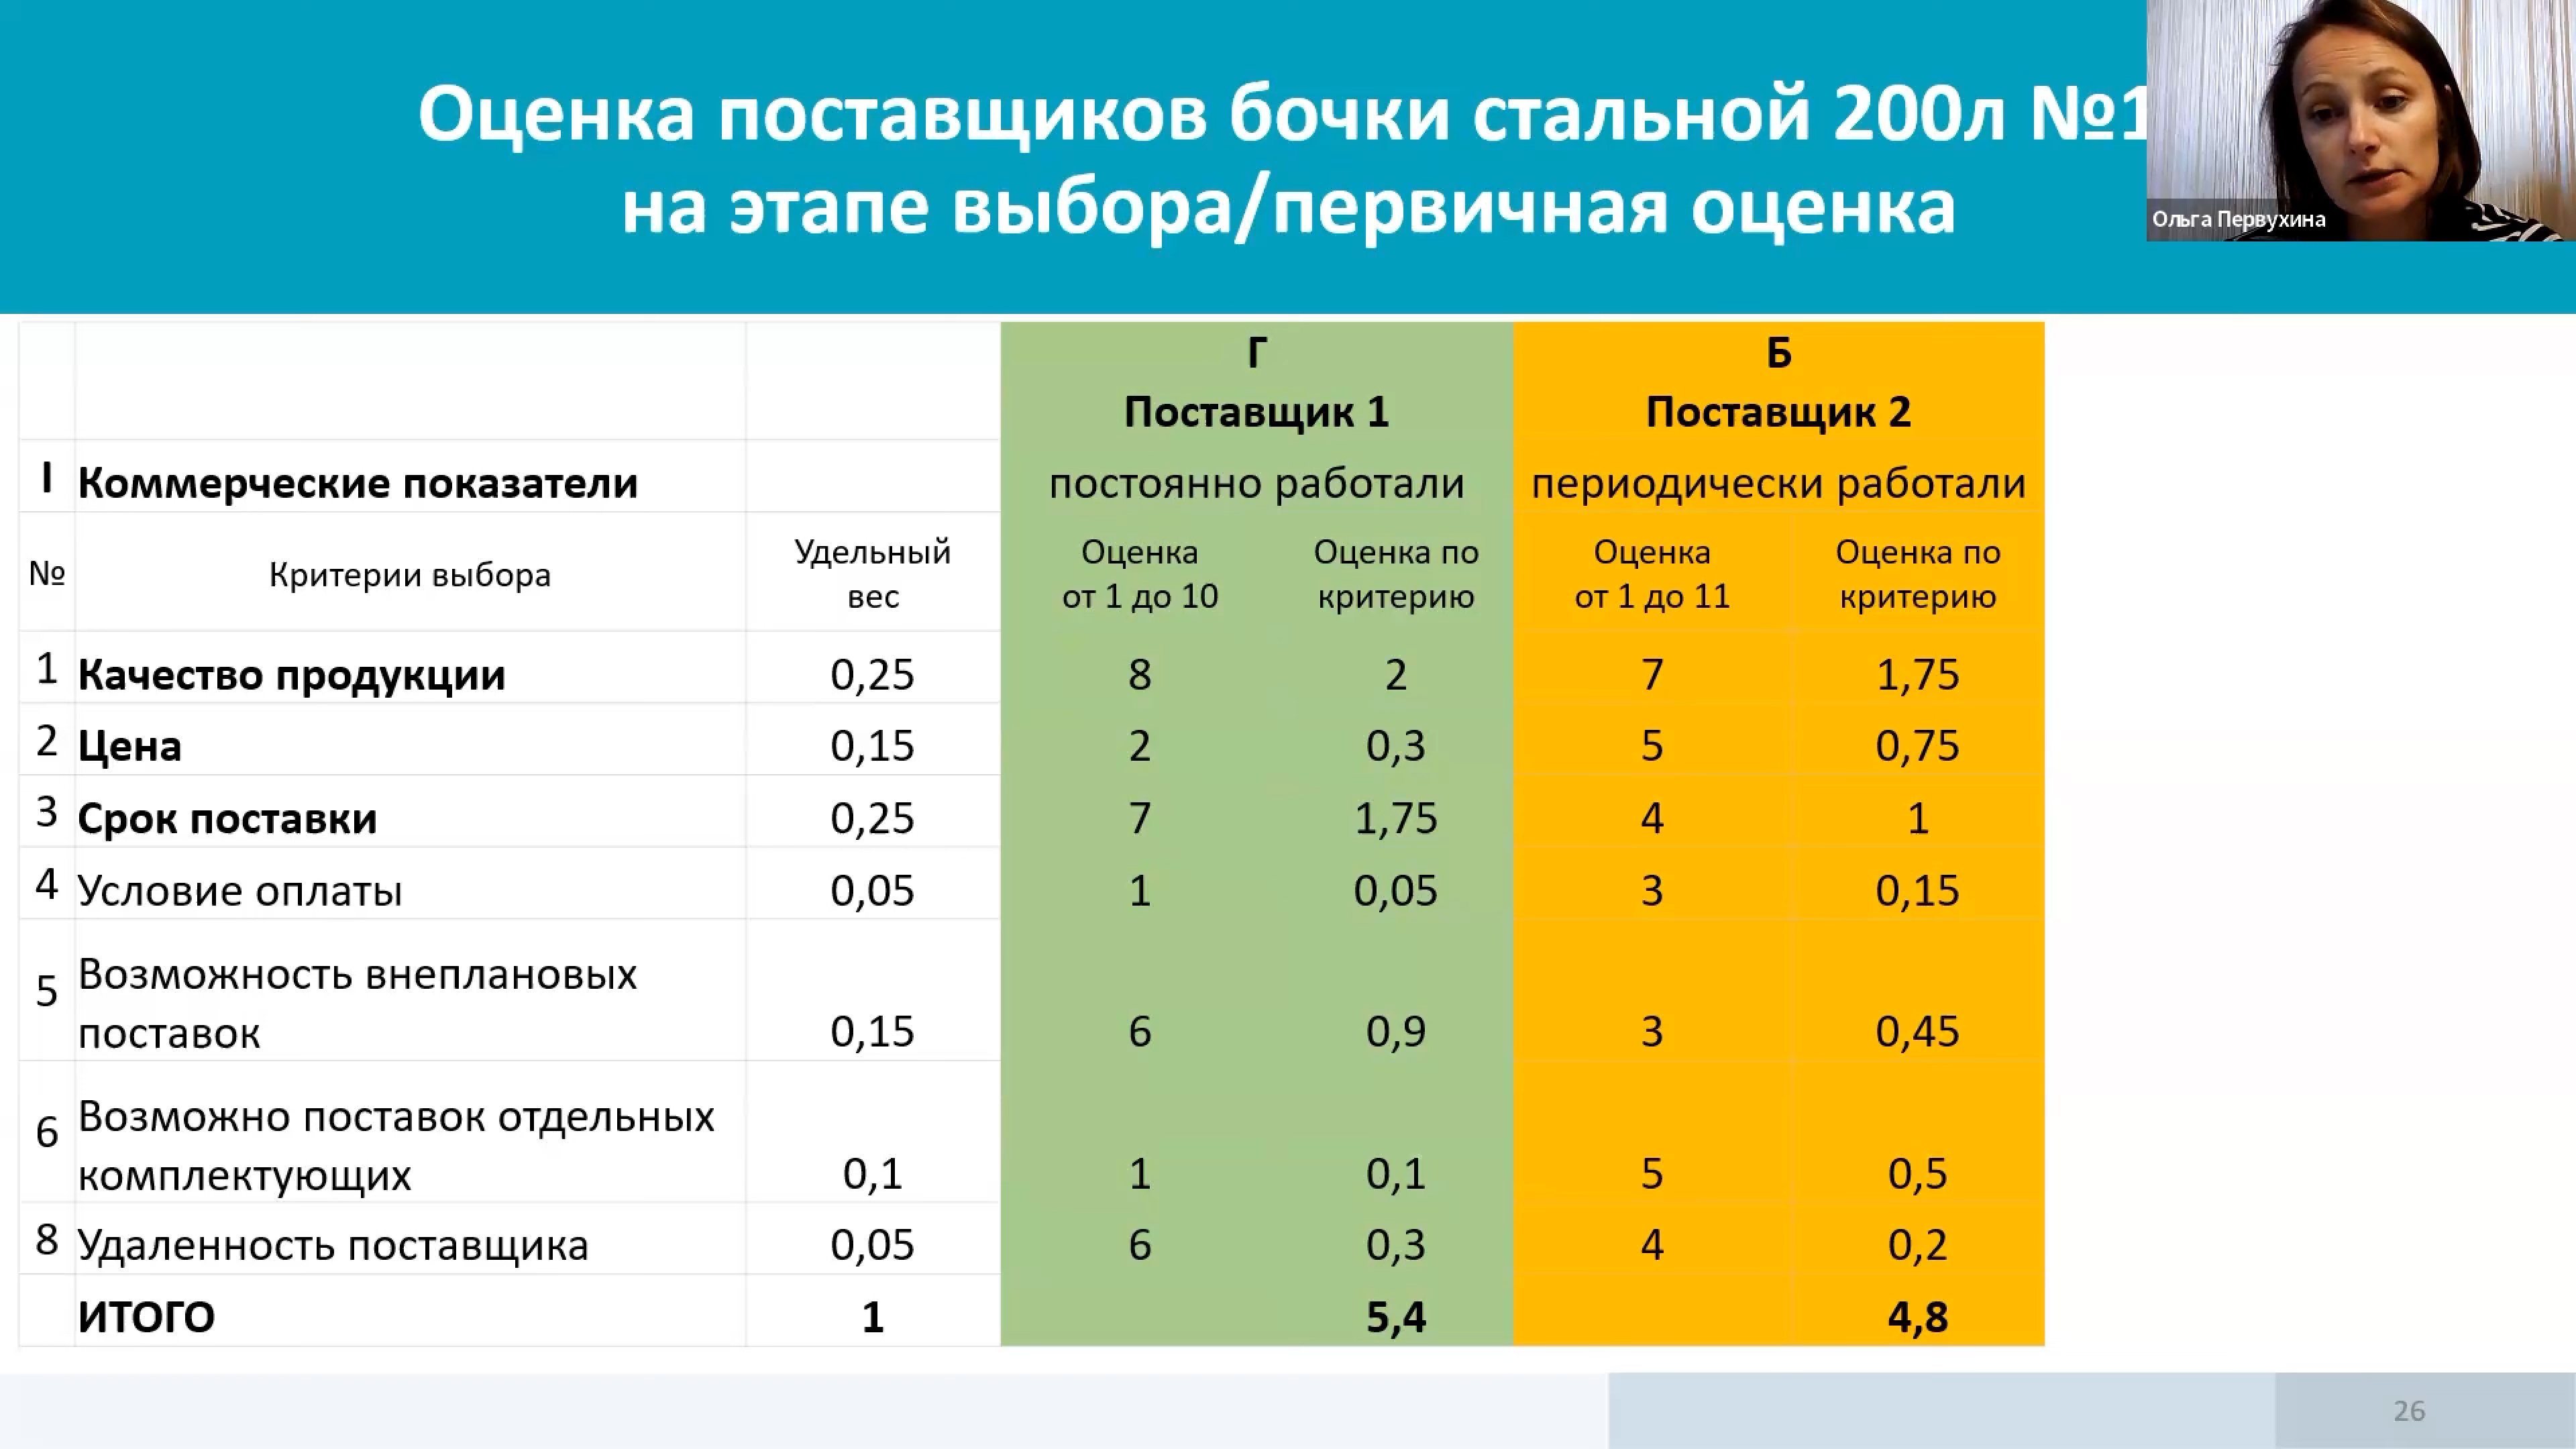 Оценка поставщиков бочки стальной 200л №1
на этапе выбора/первичная оценка
Ольга Первухина
Г Б
Поставщик 1 Поставщик 2
I Коммерческие показатели постоянно работали периодически работали
№ Критерии выбора Удельный вес Оценка от 1 до 10 Оценка по критерию Оценка от 1 до 11 Оценка по критерию
1 Качество продукции 0,25 8 2 7 1,75
2 Цена 0,15 2 0,3 5 0,75
3 Срок поставки 0,25 7 1,75 4 1
4 Условие оплаты 0,05 1 0,05 3 0,15
5 Возможность внеплановых
поставок 0,15 6 0,9 3 0,45
6 Возможно поставок отдельных
комплектующих 0,1 1 0,1 5 0,5
8 Удаленность поставщика 0,05 6 0,3 4 0,2
ИТОГО 1 5,4 4,8
26